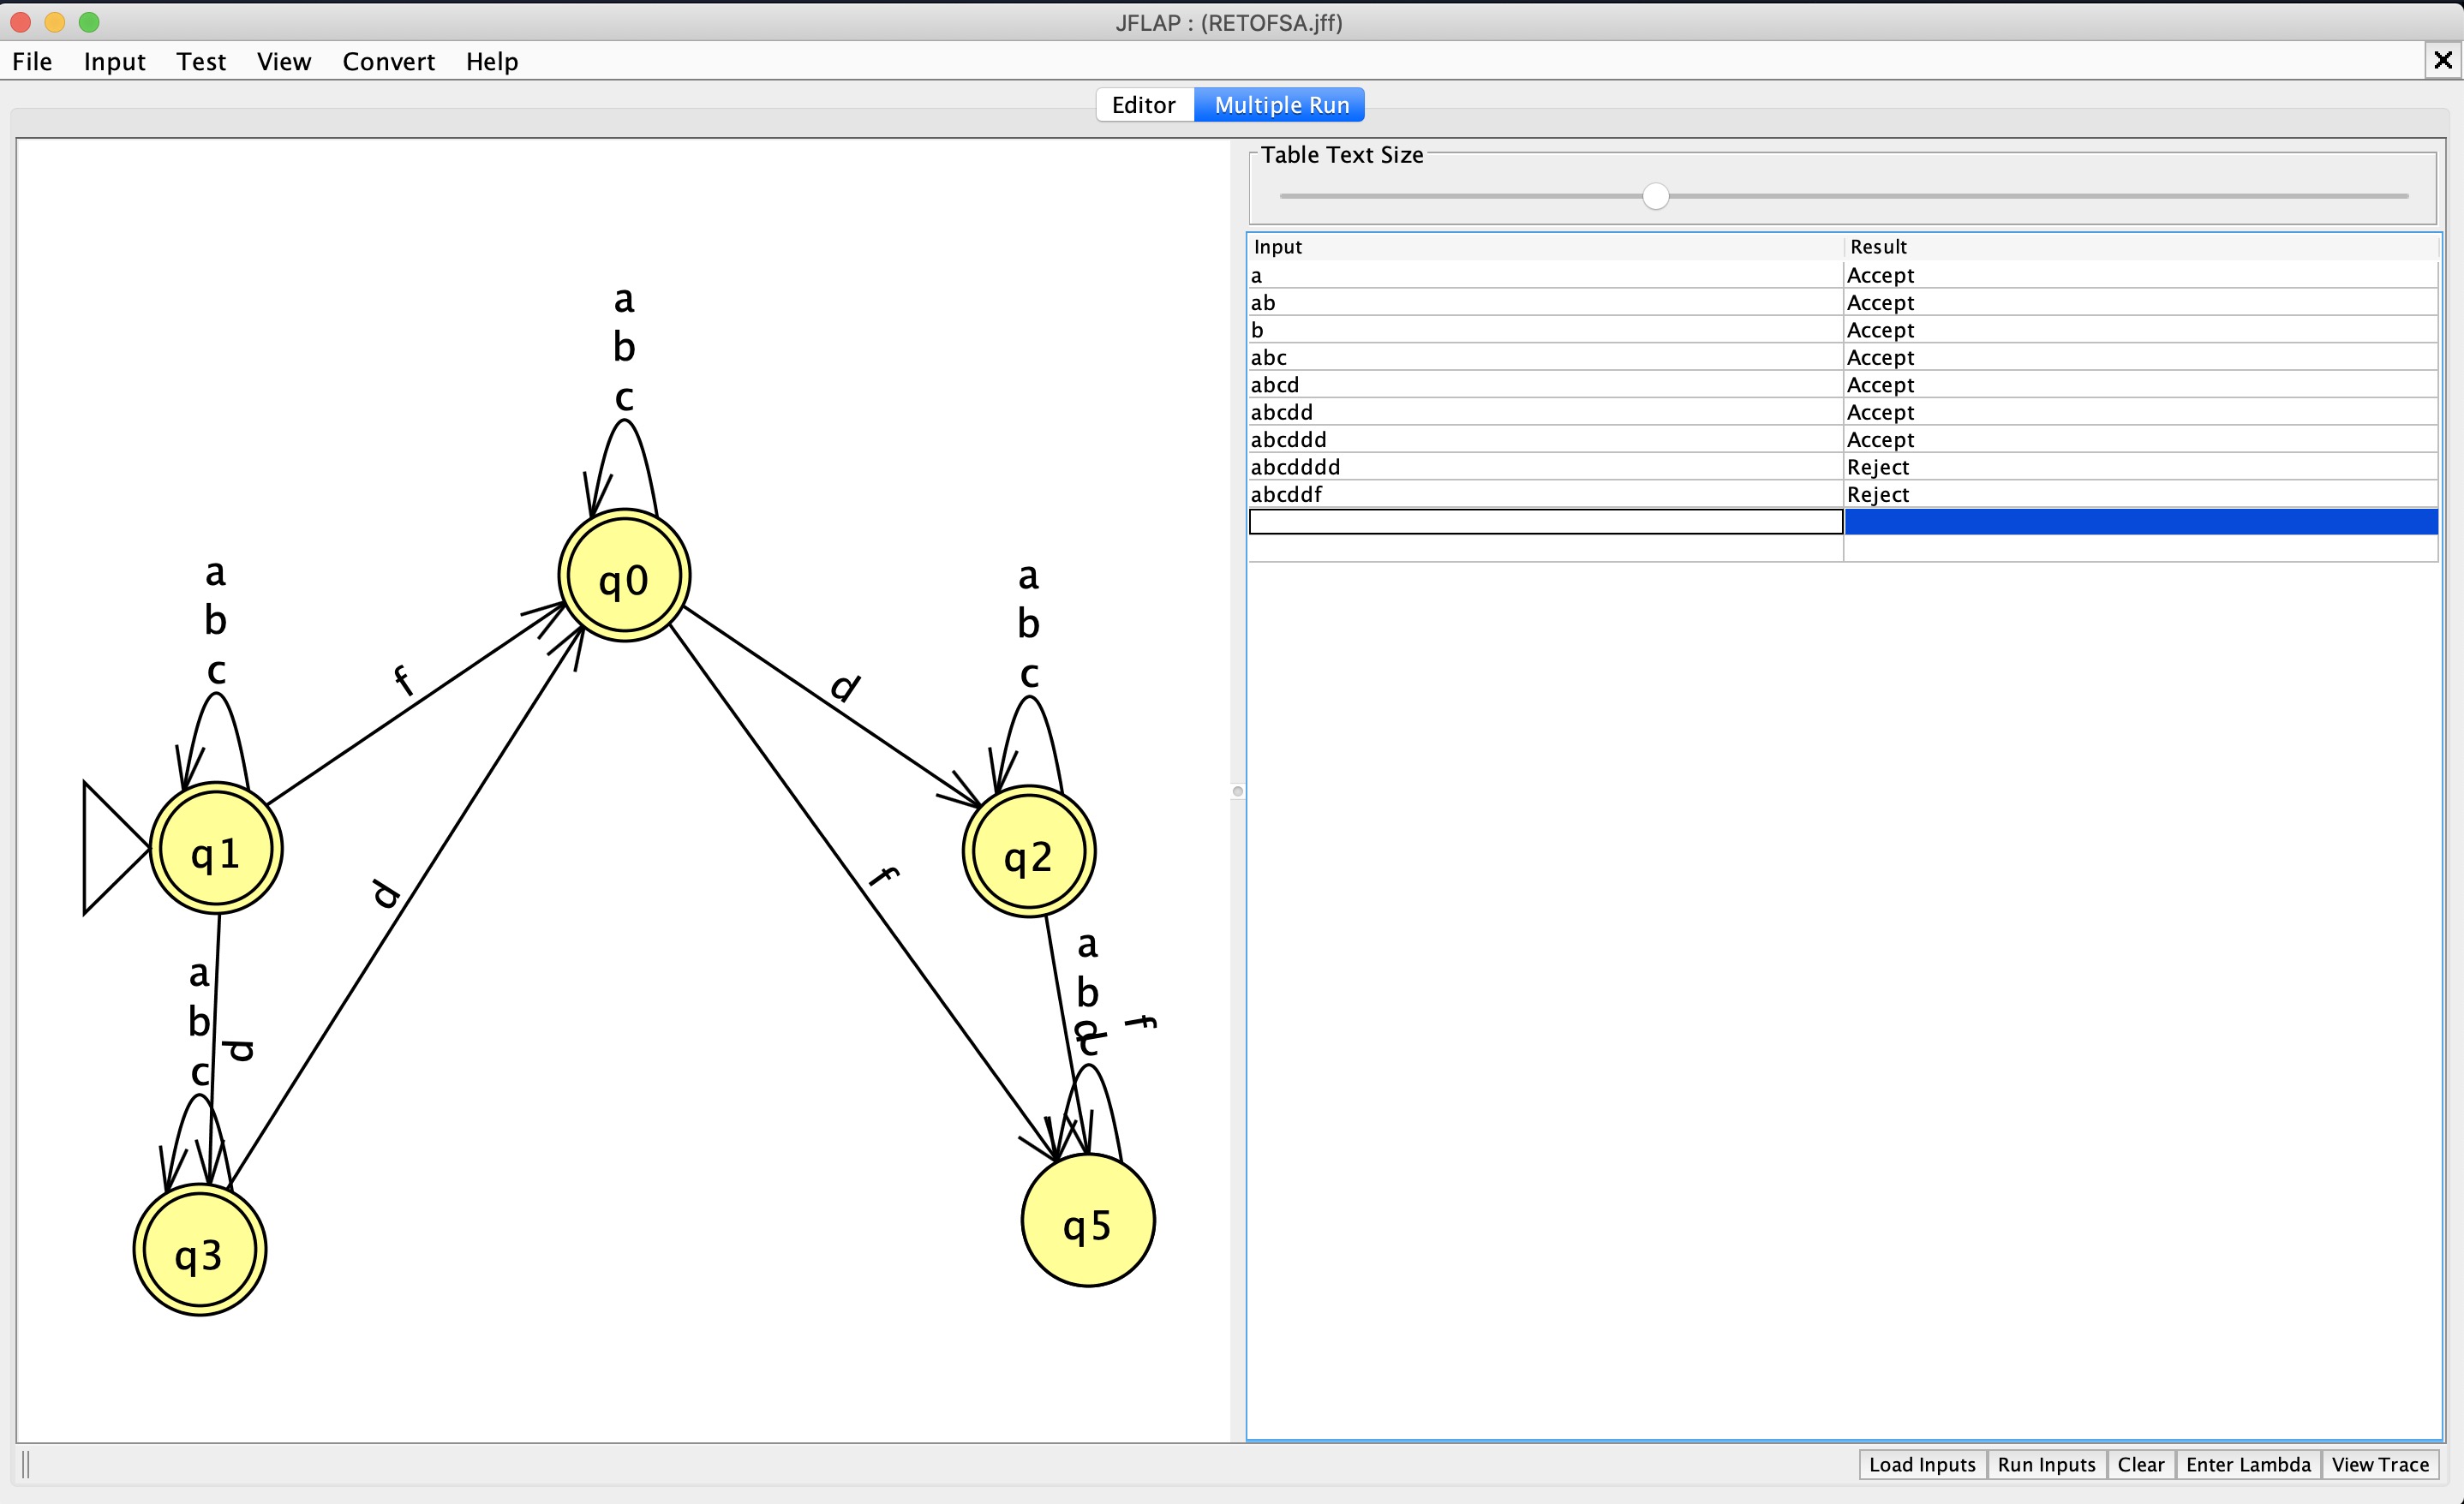 JFLAP : (RETOFSA.jff)
File Input Test View Convert Help
Editor Multiple Run
Table Text Size
Input Result
a Accept
ab Accept
b Accept
abc Accept
abcd Accept
abcdd Accept
abcddd Accept
abcdddd Reject
abcddf Reject
a
b
c
q0
a
b
c
a
b
c
f
d
q1
d
f
q2
a
b
c
d
a
b
c
d
f
q3
q5
Load Inputs Run Inputs Clear Enter Lambda View Trace